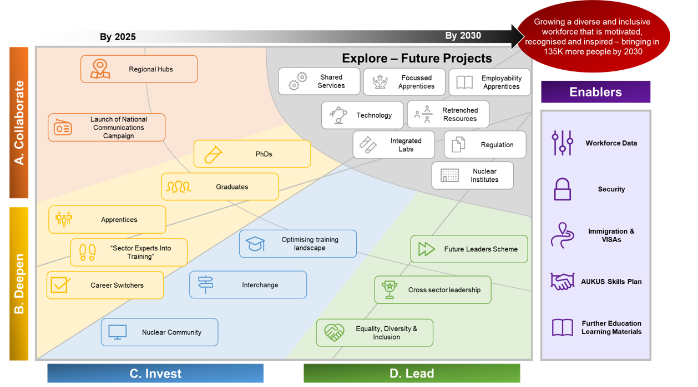 By 2025
By 2030
Growing a diverse and inclusive
workforce that is motivated,
recognised and inspired – bringing in
135K more people by 2030
A. Collaborate
B. Deepen
C. Invest
D. Lead
Explore – Future Projects
Regional Hubs
Launch of National
Communications
Campaign
Shared
Services
Focussed
Apprentices
Employability
Apprentices
Technology
Retrenched
Resources
Integrated
Labs
Regulation
Nuclear
Institutes
PhDs
Graduates
Apprentices
"Sector Experts Into
Training"
Career Switchers
Optimising training
landscape
Interchange
Nuclear Community
Future Leaders Scheme
Cross sector leadership
Equality, Diversity &
Inclusion
Enablers
Workforce Data
Security
Immigration &
VISAs
AUKUS Skills Plan
Further Education
Learning Materials